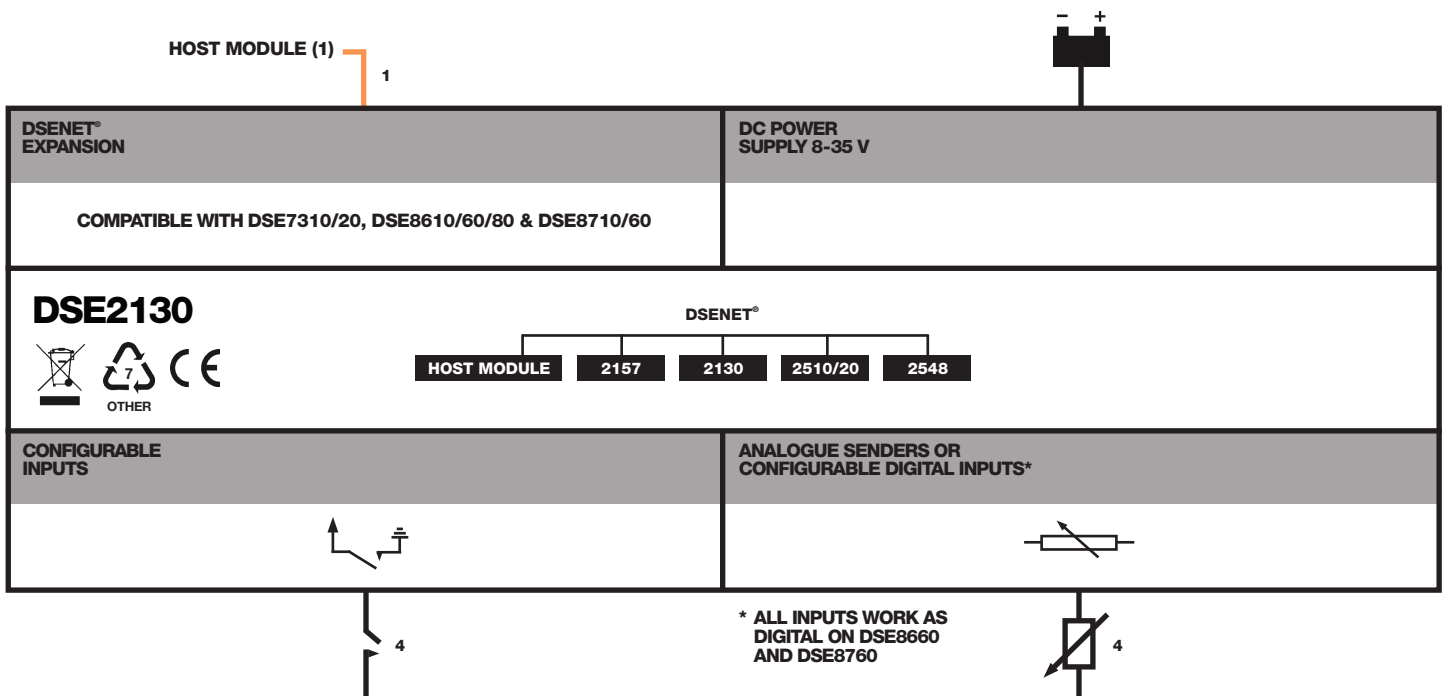 HOST MODULE (1)
1
- +
DSENET®
EXPANSION
DC POWER
SUPPLY 8-35 V
COMPATIBLE WITH DSE7310/20, DSE8610/60/80 & DSE8710/60
DSE2130
DSENET®
HOST MODULE
2157
2130
2510/20
2548
7
CE
OTHER
CONFIGURABLE
INPUTS
ANALOGUE SENDERS OR
CONFIGURABLE DIGITAL INPUTS*
4
* ALL INPUTS WORK AS
DIGITAL ON DSE8660
AND DSE8760
4